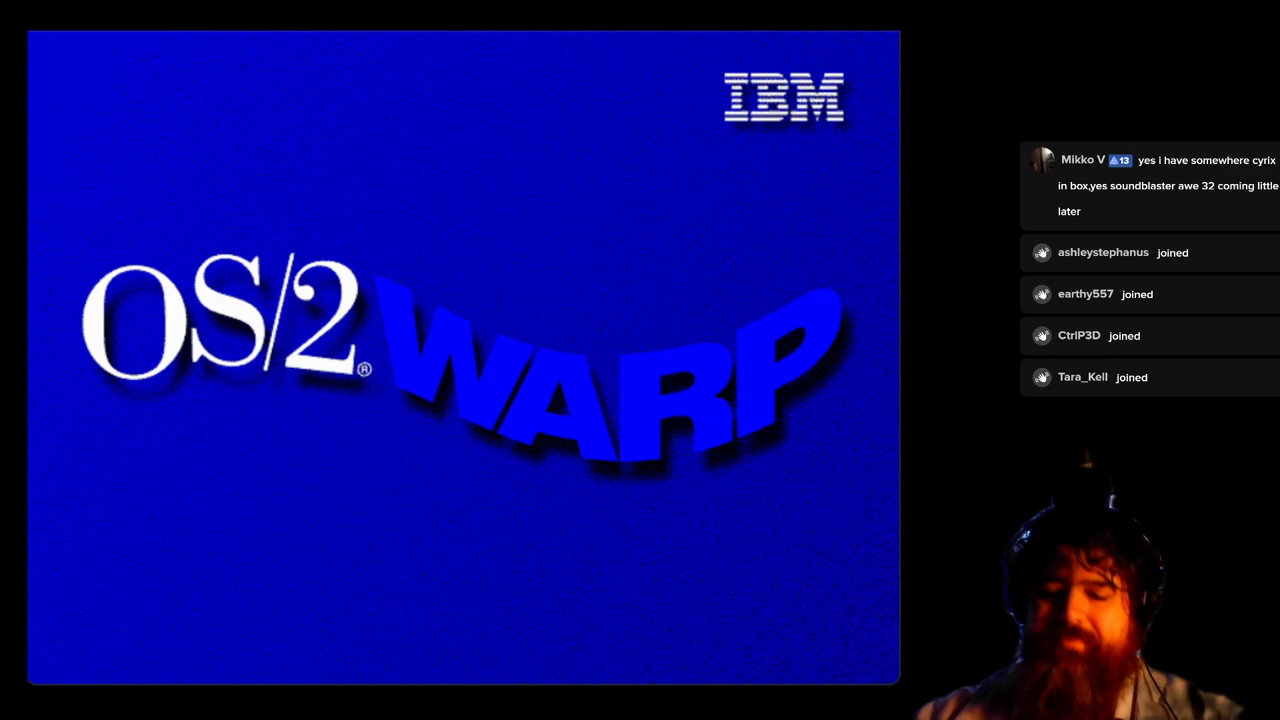 IBM
OS/2® WARP
Mikko V 13 yes i have somewhere cyrix
in box,yes soundblaster awe 32 coming little
later
ashleystephanus joined
earthy557 joined
CtrlP3D joined
Tara_Kell joined